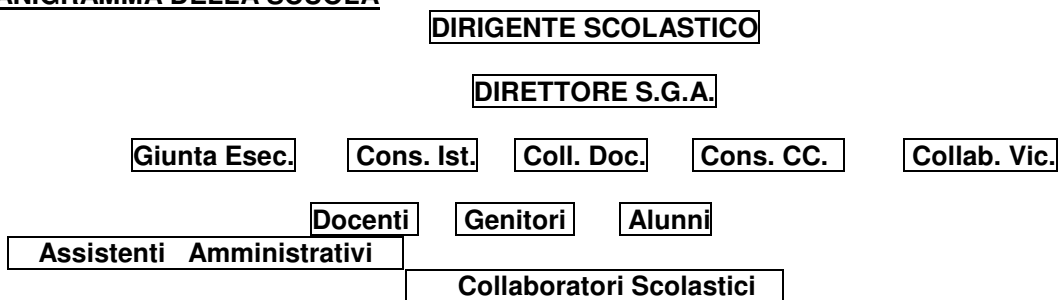 ANIGRAMMA DELLA SCUOLA
DIRIGENTE SCOLASTICO
DIRETTORE S.G.A.
Giunta Esec. Cons. Ist. Coll. Doc. Cons. CC. Collab. Vic.
Docenti Genitori Alunni
Assistenti Amministrativi
Collaboratori Scolastici